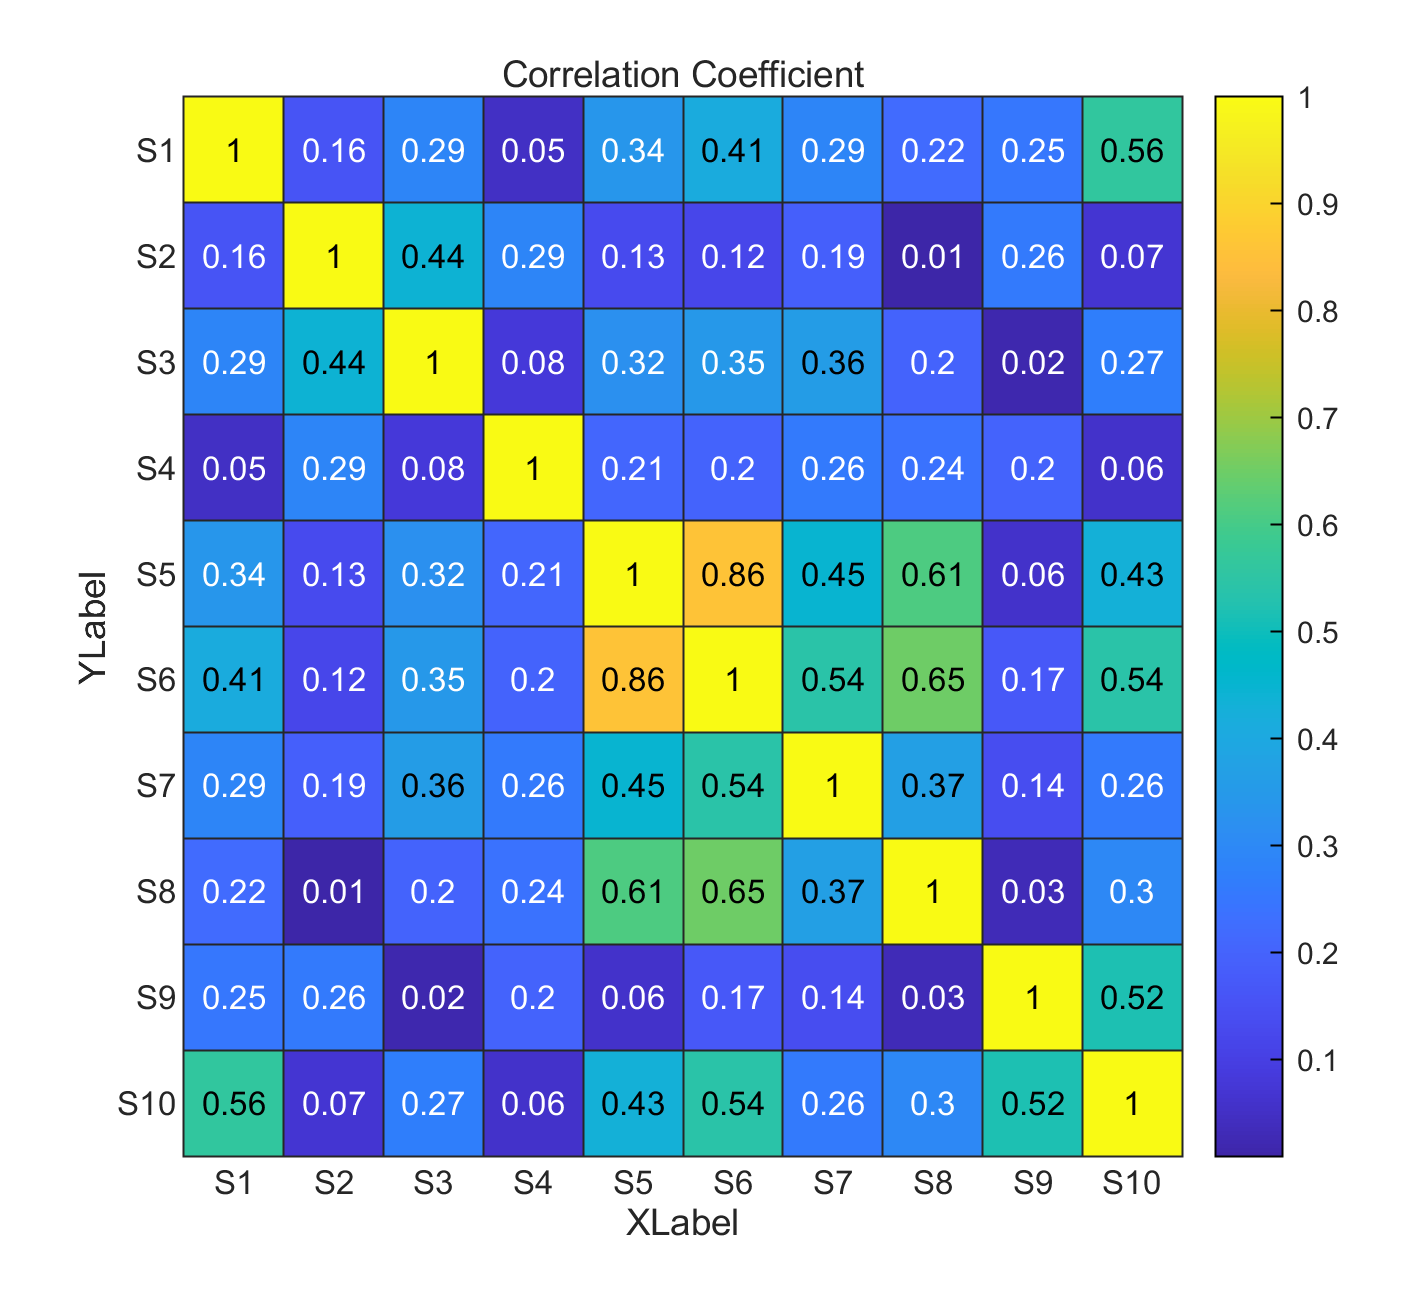 Correlation Coefficient
S1 1 0.16 0.29 0.05 0.34 0.41 0.29 0.22 0.25 0.56
S2 0.16 1 0.44 0.29 0.13 0.12 0.19 0.01 0.26 0.07
S3 0.29 0.44 1 0.08 0.32 0.35 0.36 0.2 0.02 0.27
S4 0.05 0.29 0.08 1 0.21 0.2 0.26 0.24 0.2 0.06
S5 0.34 0.13 0.32 0.21 1 0.86 0.45 0.61 0.06 0.43
S6 0.41 0.12 0.35 0.2 0.86 1 0.54 0.65 0.17 0.54
S7 0.29 0.19 0.36 0.26 0.45 0.54 1 0.37 0.14 0.26
S8 0.22 0.01 0.2 0.24 0.61 0.65 0.37 1 0.03 0.3
S9 0.25 0.26 0.02 0.2 0.06 0.17 0.14 0.03 1 0.52
S10 0.56 0.07 0.27 0.06 0.43 0.54 0.26 0.3 0.52 1
S1 S2 S3 S4 S5 S6 S7 S8 S9 S10
XLabel
YLabel
1
0.9
0.8
0.7
0.6
0.5
0.4
0.3
0.2
0.1